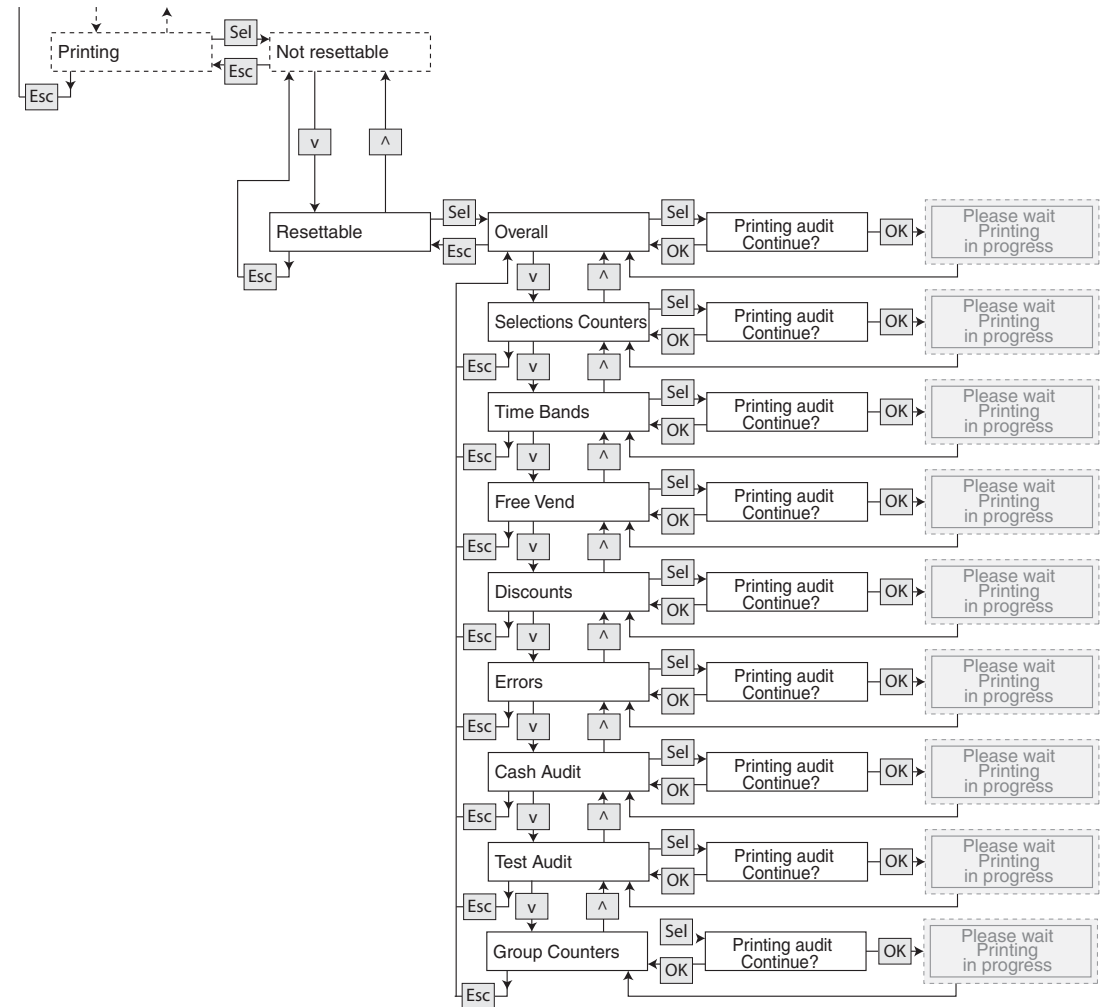 Sel
Printing
Not resettable
Esc
Esc
v
^
Sel
Sel
Please wait
Printing
in progress
Resettable
Overall
Printing audit
Continue?
OK
Esc
OK
Esc
v
^
Sel
Please wait
Printing
in progress
Selections Counters
Printing audit
Continue?
OK
OK
Esc
v
^
Sel
Please wait
Printing
in progress
Time Bands
Printing audit
Continue?
OK
OK
Esc
v
^
Sel
Please wait
Printing
in progress
Free Vend
Printing audit
Continue?
OK
OK
Esc
v
^
Sel
Please wait
Printing
in progress
Discounts
Printing audit
Continue?
OK
OK
Esc
v
^
Sel
Please wait
Printing
in progress
Errors
Printing audit
Continue?
OK
OK
Esc
v
^
Sel
Please wait
Printing
in progress
Cash Audit
Printing audit
Continue?
OK
OK
Esc
v
^
Sel
Please wait
Printing
in progress
Test Audit
Printing audit
Continue?
OK
OK
Esc
v
^
Sel
Please wait
Printing
in progress
Group Counters
Printing audit
Continue?
OK
OK
Esc